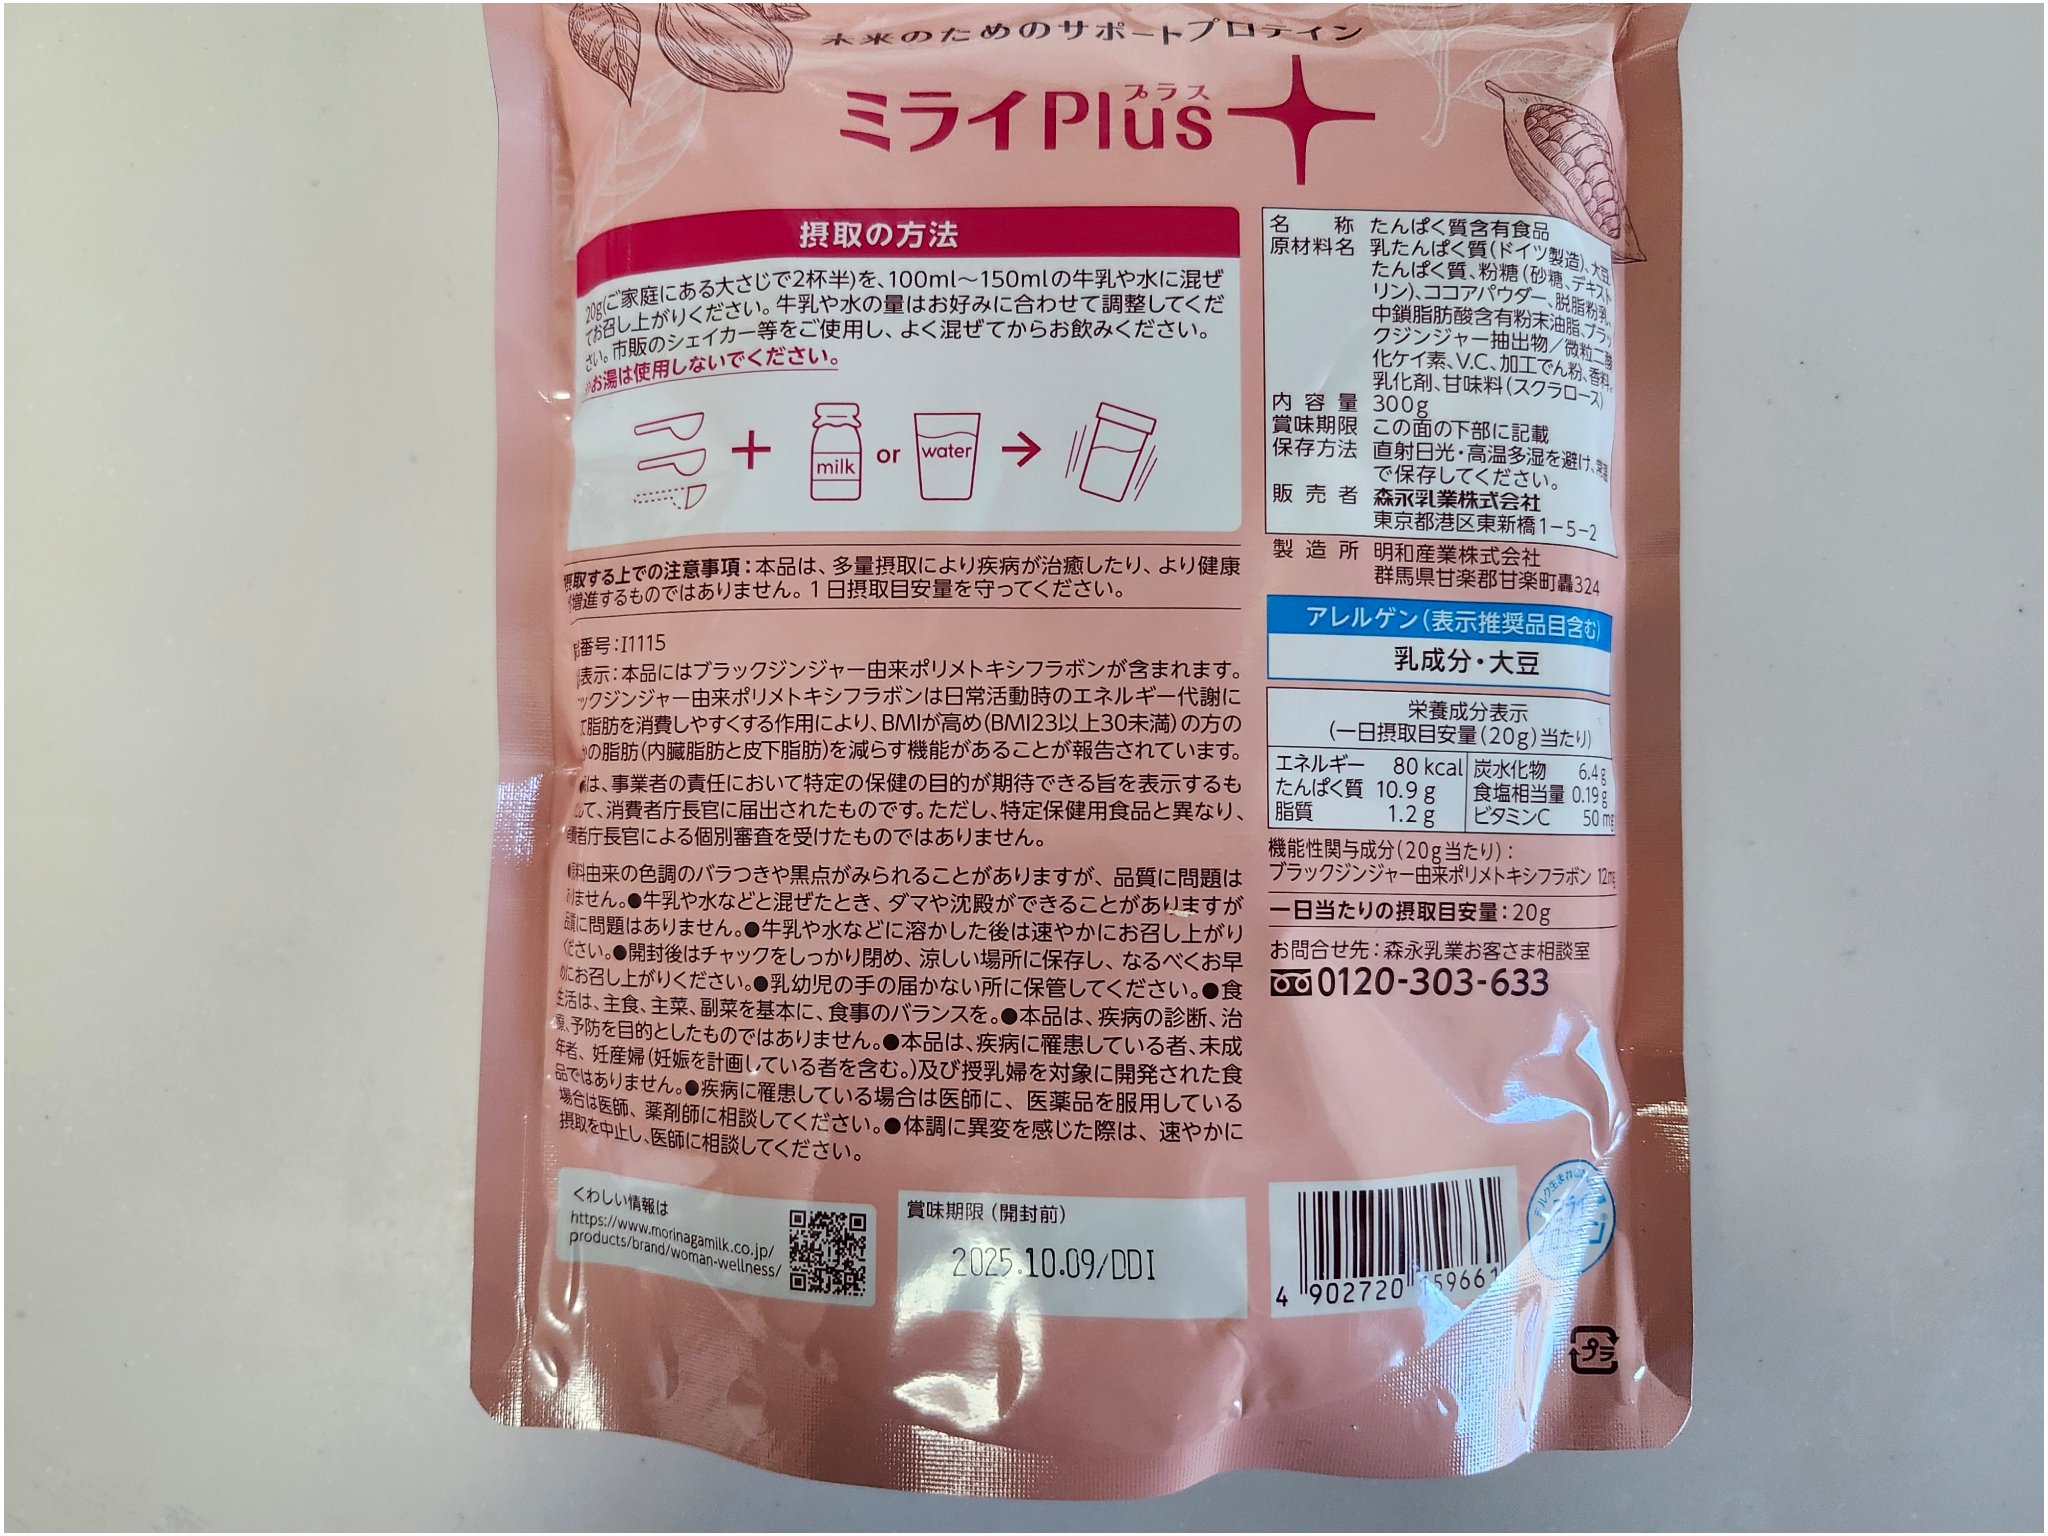 未来のためのサポートプロテイン
プラス
ミライPlus
摂取の方法
20g(ご家庭にある大さじで2杯半)を、100ml～150mlの牛乳や水に混ぜ
てお召し上がりください。牛乳や水の量はお好みに合わせて調整してくだ
さい。市販のシェイカー等をご使用し、よく混ぜてからお飲みください。
※お湯は使用しないでください。
milk
or
water
摂取する上での注意事項：本品は、多量摂取により疾病が治癒したり、より健康
が増進するものではありません。1日摂取目安量を守ってください。
番号：I1115
表示：本品にはブラックジンジャー由来ポリメトキシフラボンが含まれます。
ックジンジャー由来ポリメトキシフラボンは日常活動時のエネルギー代謝に
て脂肪を消費しやすくする作用により、BMIが高め(BMI23以上30未満)の方の
の脂肪(内臓脂肪と皮下脂肪)を減らす機能があることが報告されています。
は、事業者の責任において特定の保健の目的が期待できる旨を表示するも
して、消費者庁長官に届出されたものです。ただし、特定保健用食品と異なり、
費者庁長官による個別審査を受けたものではありません。
●原料由来の色調のバラつきや黒点がみられることがありますが、品質に問題は
ありません。●牛乳や水などと混ぜたとき、ダマや沈殿ができることがありますが
品質に問題はありません。●牛乳や水などに溶かした後は速やかにお召し上がり
ください。●開封後はチャックをしっかり閉め、涼しい場所に保存し、なるべくお早
めにお召し上がりください。●乳幼児の手の届かない所に保管してください。●食
生活は、主食、主菜、副菜を基本に、食事のバランスを。●本品は、疾病の診断、治
療、予防を目的としたものではありません。●本品は、疾病に罹患している者、未成
年者、妊産婦(妊娠を計画している者を含む。)及び授乳婦を対象に開発された食
品ではありません。●疾病に罹患している場合は医師に、医薬品を服用している
場合は医師、薬剤師に相談してください。●体調に異変を感じた際は、速やかに
摂取を中止し、医師に相談してください。
くわしい情報は
https://www.morinagamilk.co.jp/
products/brand/woman-wellness/
賞味期限(開封前)
2025.10.09/DDI
名称 たんぱく質含有食品
原材料名 乳たんぱく質(ドイツ製造)、大豆
たんぱく質、粉糖(砂糖、デキスト
リン)、ココアパウダー、脱脂粉乳、
中鎖脂肪酸含有粉末油脂、ブラッ
クジンジャー抽出物／微粒二酸
化ケイ素、V.C、加工でん粉、香料、
乳化剤、甘味料(スクラロース)
内容量 300g
賞味期限 この面の下部に記載
保存方法 直射日光・高温多湿を避け、常温
で保存してください。
販売者 森永乳業株式会社
東京都港区東新橋1-5-2
製造所 明和産業株式会社
群馬県甘楽郡甘楽町轟324
アレルゲン(表示推奨品目含む)
乳成分・大豆
栄養成分表示
(一日摂取目安量(20g)当たり)
エネルギー 80 kcal 炭水化物 6.4 g
たんぱく質 10.9 g 食塩相当量 0.19 g
脂質 1.2 g ビタミンC 50 mg
機能性関与成分(20g当たり)：
ブラックジンジャー由来ポリメトキシフラボン 12mg
一日当たりの摂取目安量：20g
お問合せ先：森永乳業お客さま相談室
0120-303-633
4 902720 159661
プラ